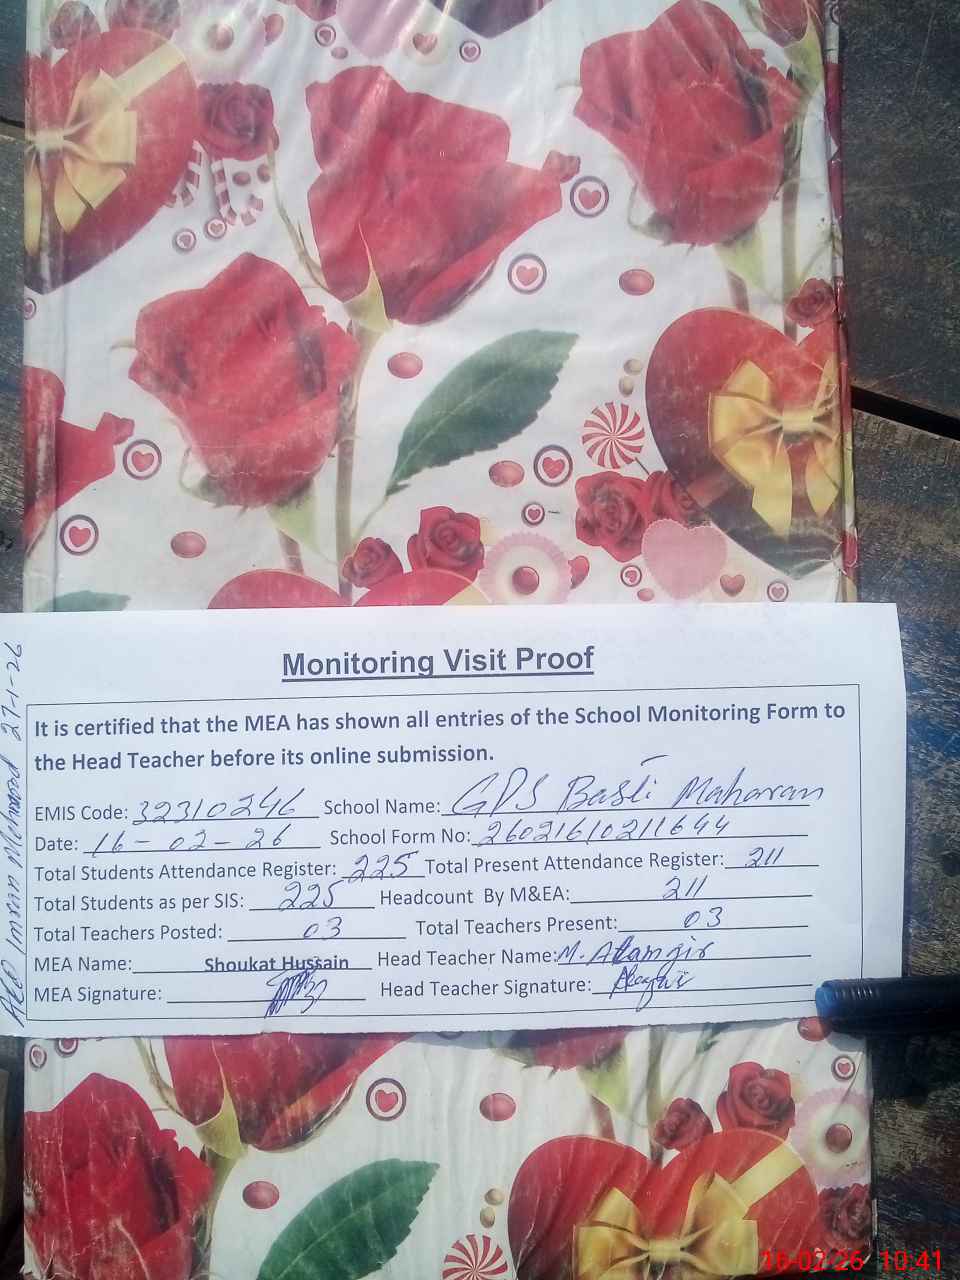 Monitoring Visit Proof
It is certified that the MEA has shown all entries of the School Monitoring Form to
the Head Teacher before its online submission.
EMIS Code: 32310246 School Name: GPS Basti Maharan
Date: 16-02-26 School Form No: 26021610211644
Total Students Attendance Register: 225 Total Present Attendance Register: 211
Total Students as per SIS: 225 Headcount By M&EA: 211
Total Teachers Posted: 03 Total Teachers Present: 03
MEA Name: Shoukat Hussain Head Teacher Name: M. Alamgir
MEA Signature: Head Teacher Signature:
AEO Imran Mehmood 27-1-26
16-02-26 10:41